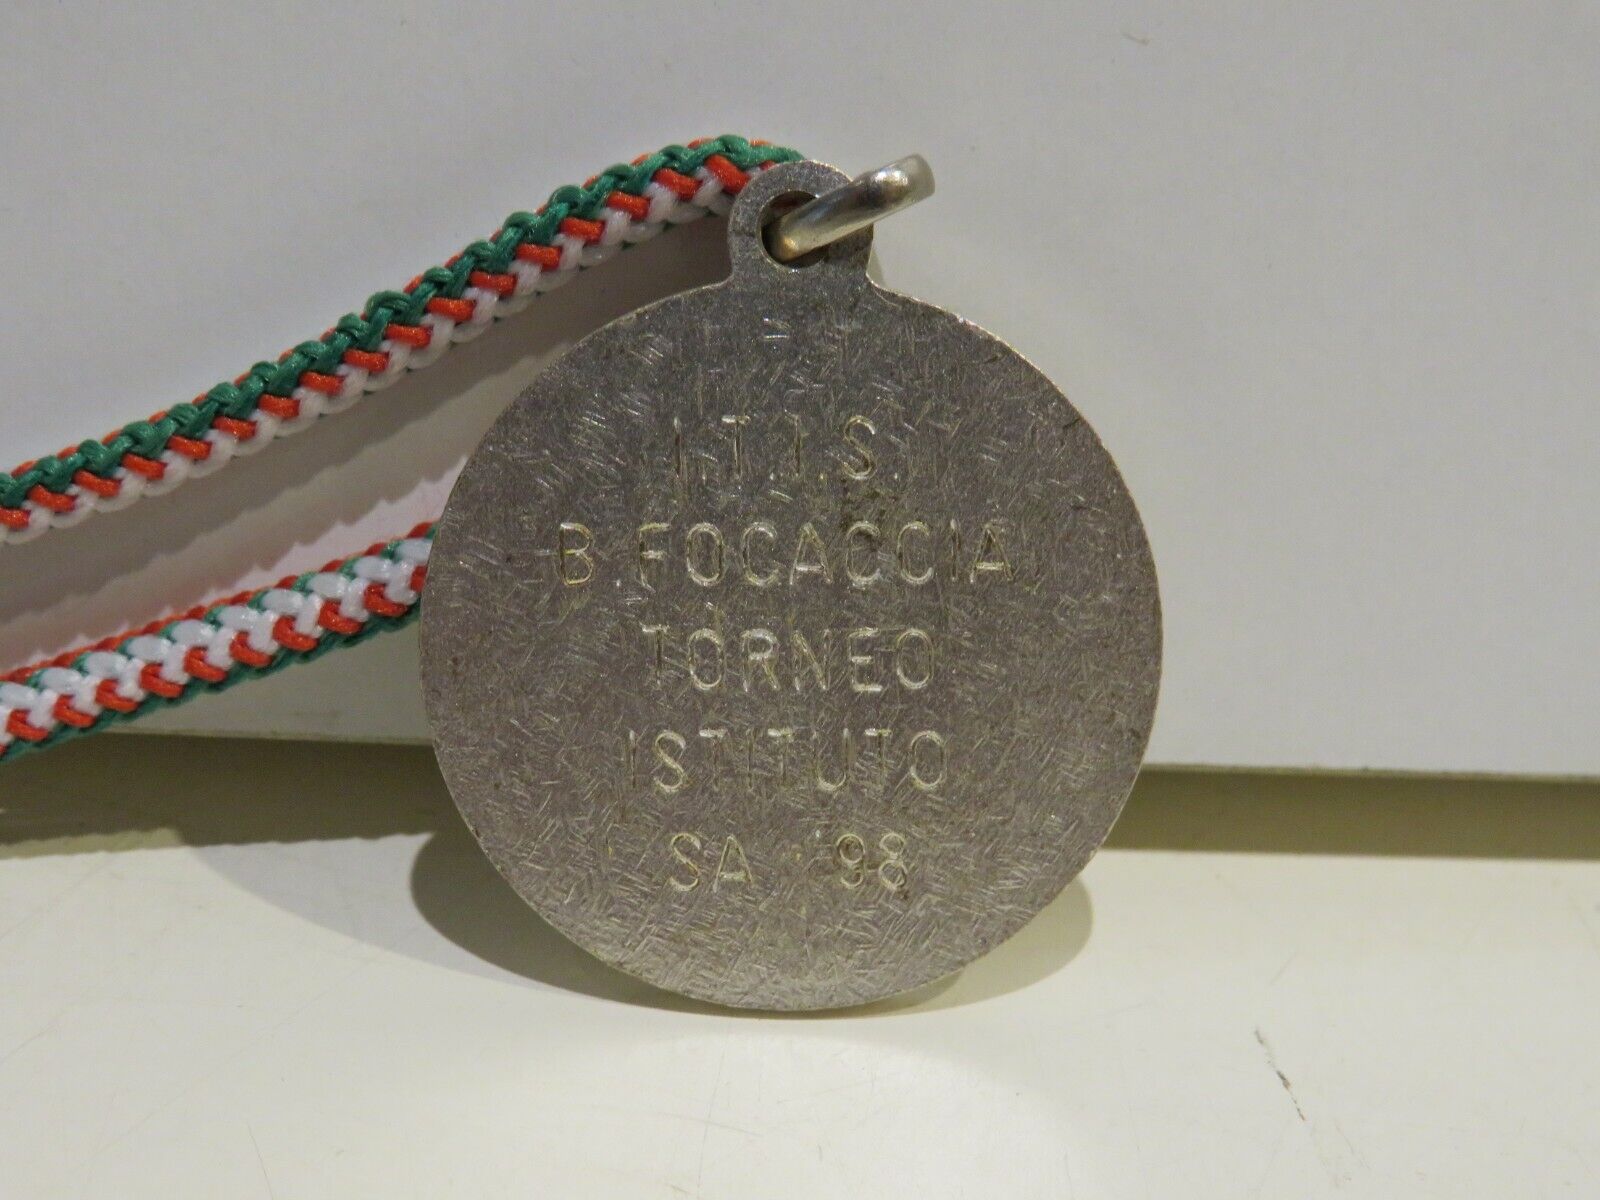 I.T.I.S.
B.FOCACCIA
TORNEO
ISTITUTO
SA '98